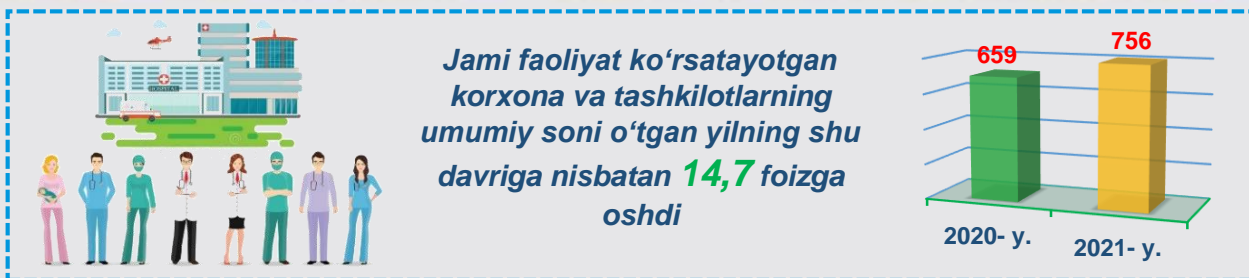 HOSPITAL
Jami faoliyat ko‘rsatayotgan
korxona va tashkilotlarning
umumiy soni o‘tgan yilning shu
davriga nisbatan 14,7 foizga
oshdi
659
756
2020- y.
2021- y.